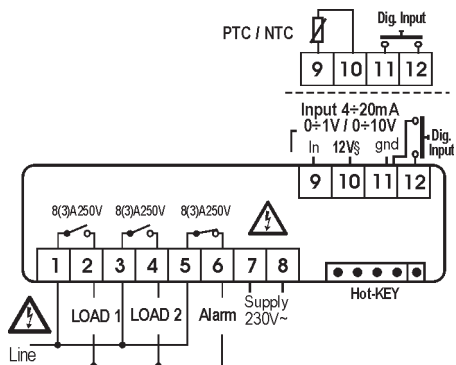 PTC / NTC
Dig. Input
9 10 11 12
Input 4÷20mA
0÷1V / 0÷10V
In 12V§ gnd
Dig.
Input
9 10 11 12
8(3)A250V 8(3)A250V 8(3)A250V
1 2 3 4 5 6 7 8
Hot-KEY
LOAD 1 LOAD 2 Alarm Supply
230V~
Line